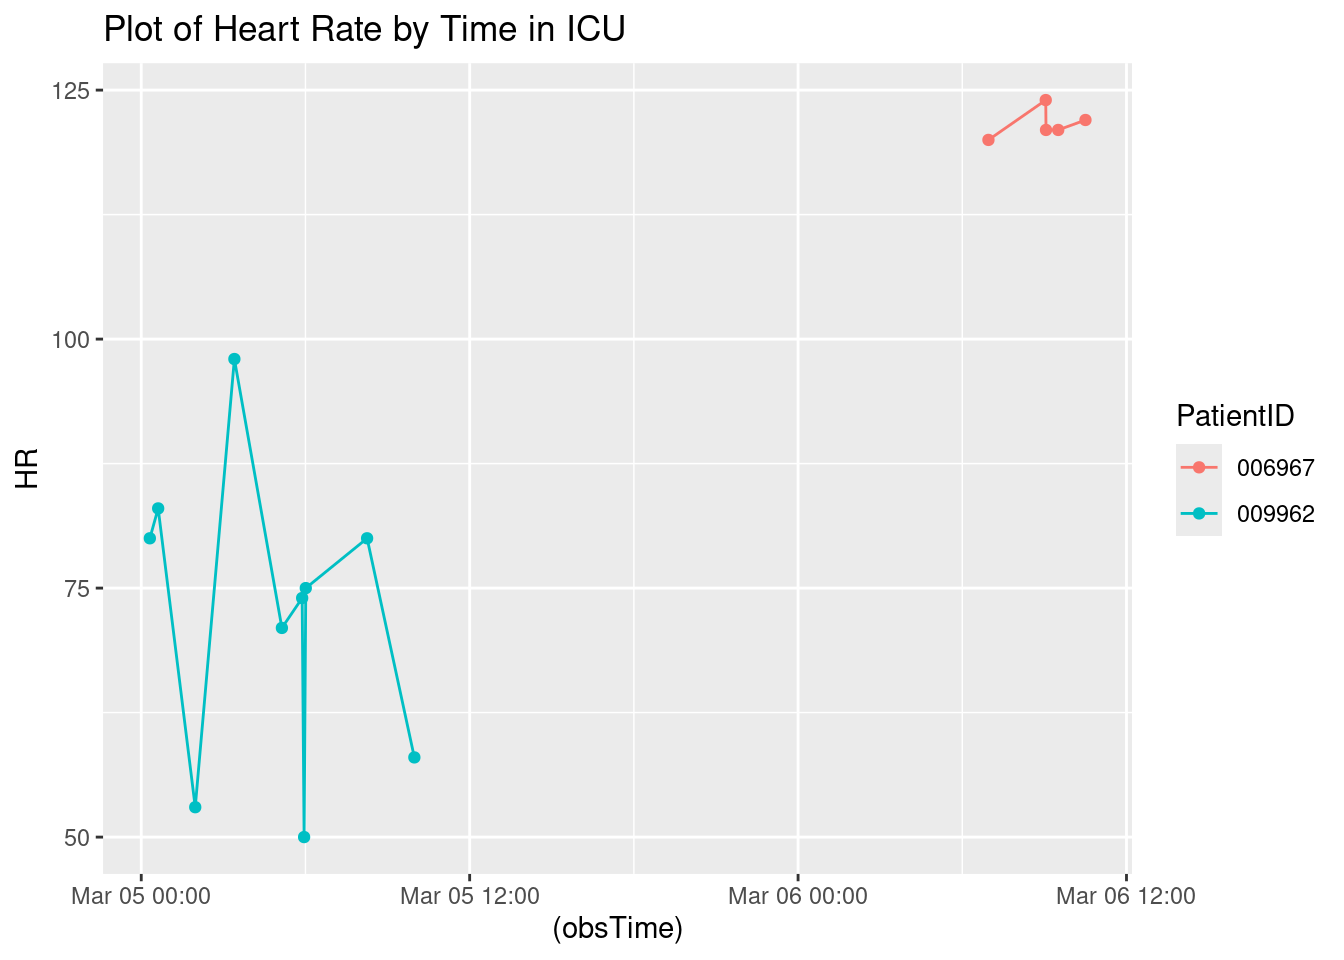 Plot of Heart Rate by Time in ICU
125
100
75
50
HR
Mar 05 00:00
Mar 05 12:00
Mar 06 00:00
Mar 06 12:00
(obsTime)
PatientID
006967
009962